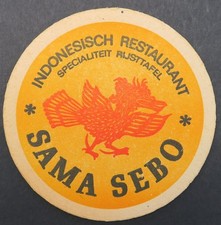 INDONESISCH RESTAURANT
SPECIALITEIT RIJSTTAFEL
* SAMA SEBO *